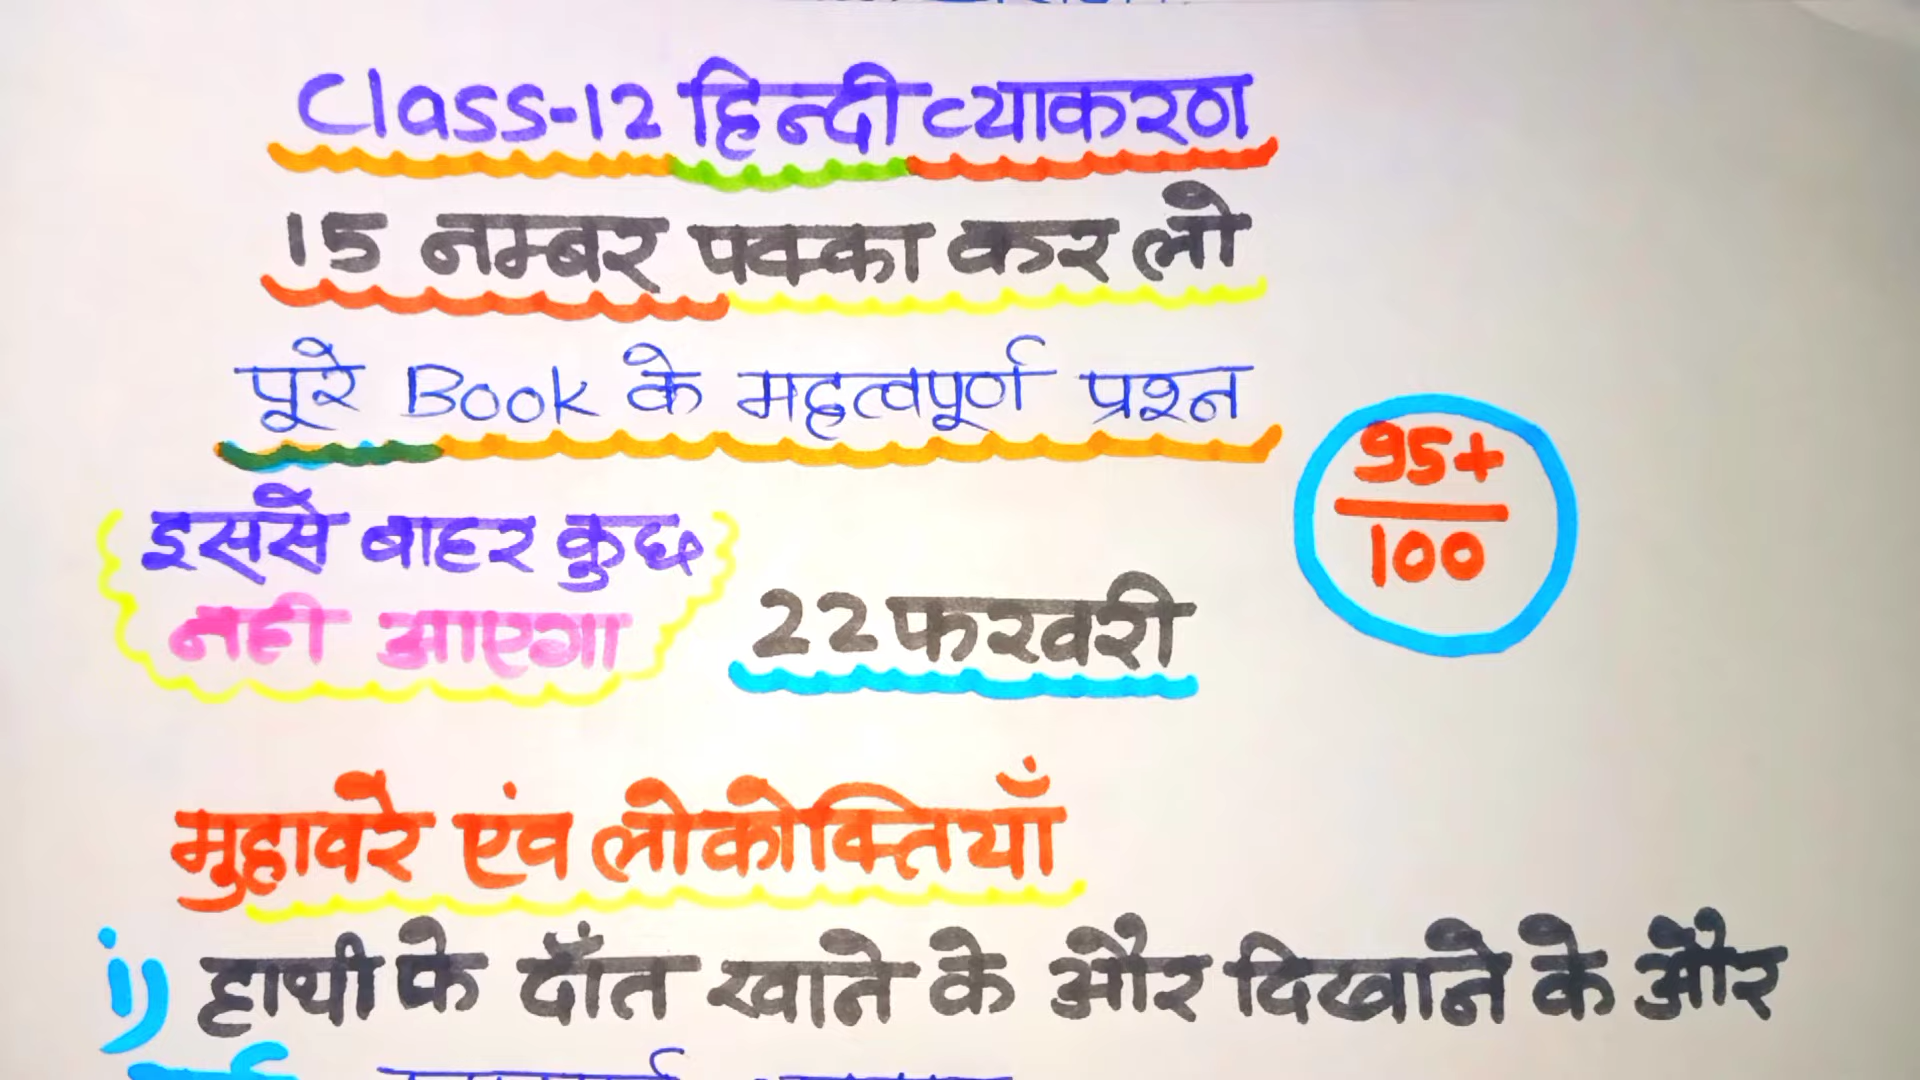 Class-12 हिन्दी व्याकरण
15 नम्बर पक्का कर लो
पूरे Book के महत्वपूर्ण प्रश्न
95+
100
इससे बाहर कुछ
नही आएगा
22 फरवरी
मुहावरे एंव लोकोक्तियाँ
i) हाथी के दाँत खाने के और दिखाने के और